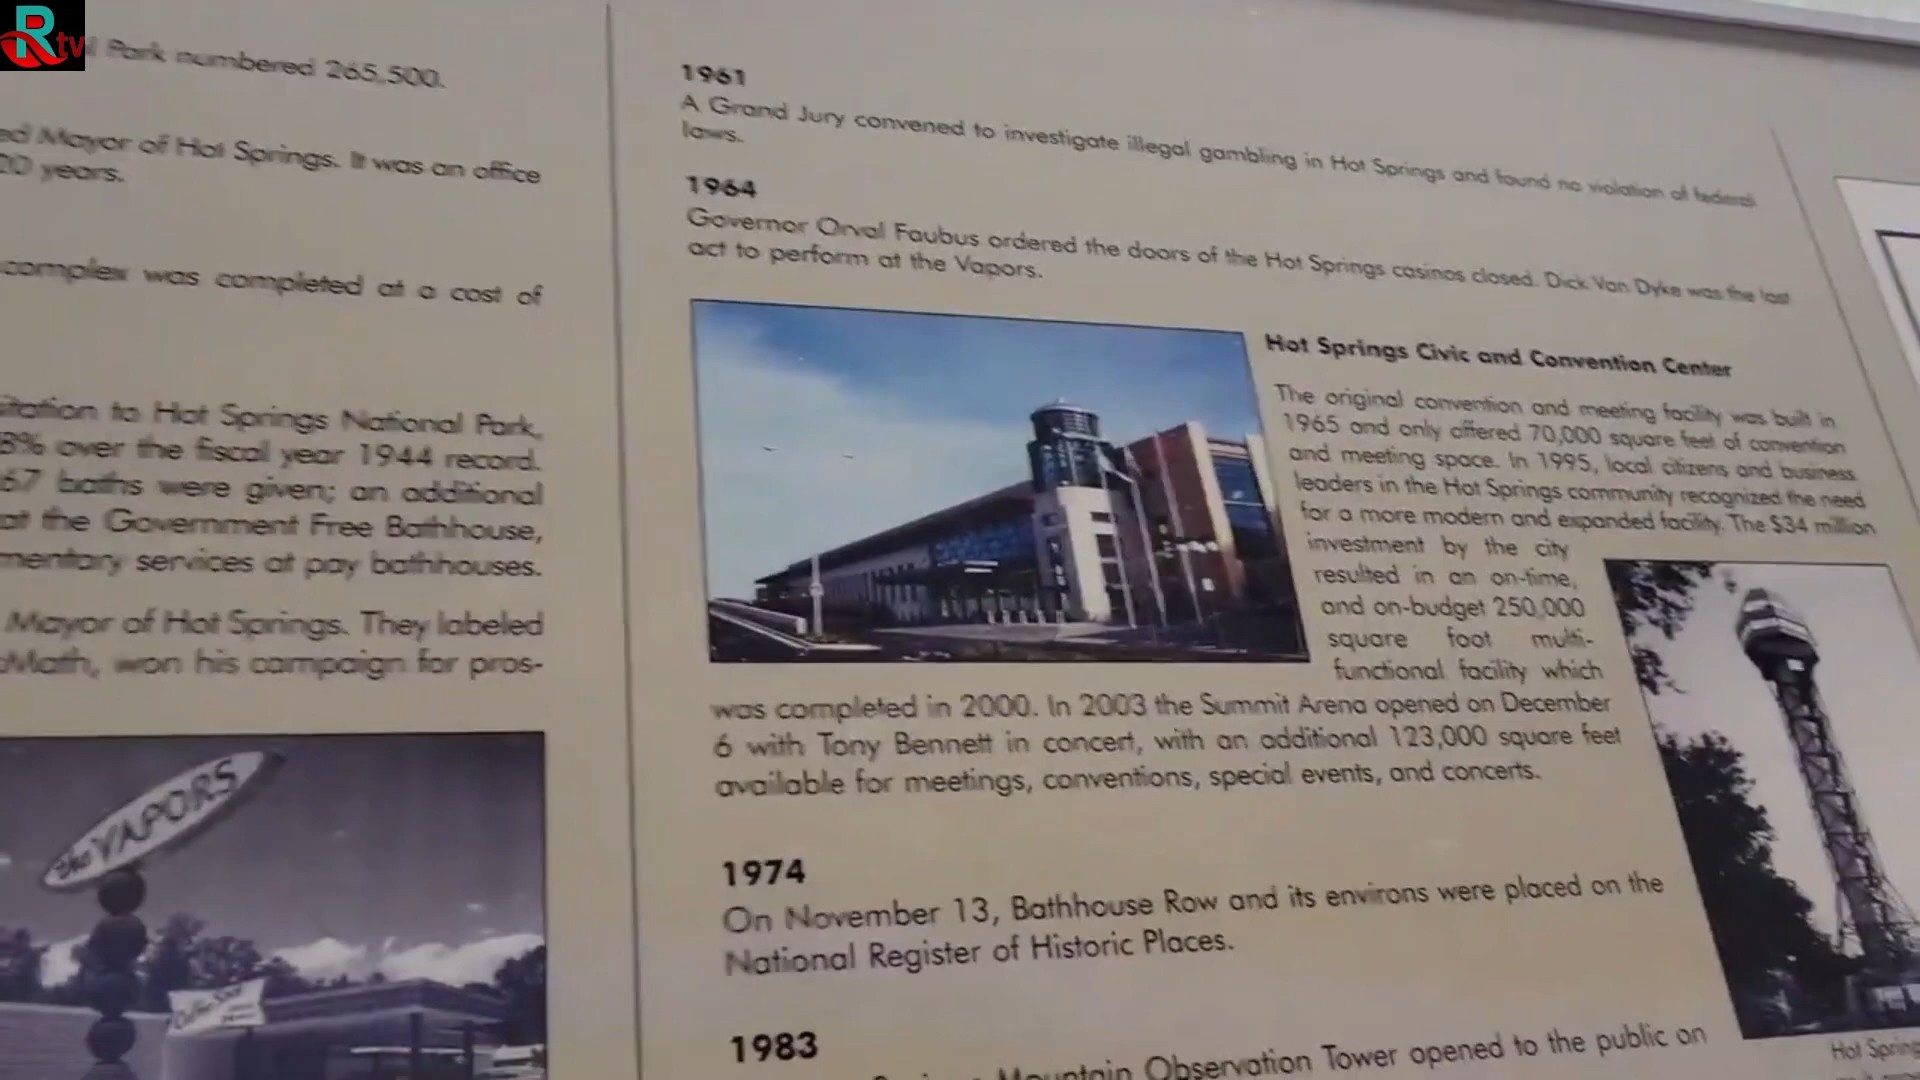 Rtv
Park numbered 265,500.
ed Mayor of Hot Springs. It was an office
20 years.
complex was completed at a cost of
itation to Hot Springs National Park,
8% over the fiscal year 1944 record.
67 baths were given; an additional
at the Government Free Bathhouse,
mentary services at pay bathhouses.
Mayor of Hot Springs. They labeled
Math, won his campaign for pros-
the VAPORS
1961
A Grand Jury convened to investigate illegal gambling in Hot Springs and found no violation of federal
laws.
1964
Governor Orval Faubus ordered the doors of the Hot Springs casinos closed. Dick Van Dyke was the last
act to perform at the Vapors.
Hot Springs Civic and Convention Center
The original convention and meeting facility was built in
1965 and only offered 70,000 square feet of convention
and meeting space. In 1995, local citizens and business
leaders in the Hot Springs community recognized the need
for a more modern and expanded facility. The $34 million
investment by the city
resulted in an on-time,
and on-budget 250,000
square foot multi-
functional facility which
was completed in 2000. In 2003 the Summit Arena opened on December
6 with Tony Bennett in concert, with an additional 123,000 square feet
available for meetings, conventions, special events, and concerts.
1974
On November 13, Bathhouse Row and its environs were placed on the
National Register of Historic Places.
1983
Mountain Observation Tower opened to the public on
Hot Spring